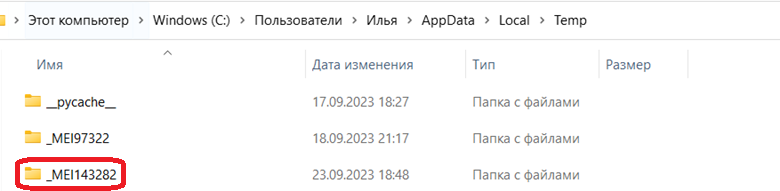 Этот компьютер > Windows (C:) > Пользователи > Илья > AppData > Local > Temp
Имя Дата изменения Тип Размер
__pycache__ 17.09.2023 18:27 Папка с файлами
_MEI97322 18.09.2023 21:17 Папка с файлами
_MEI143282 23.09.2023 18:48 Папка с файлами